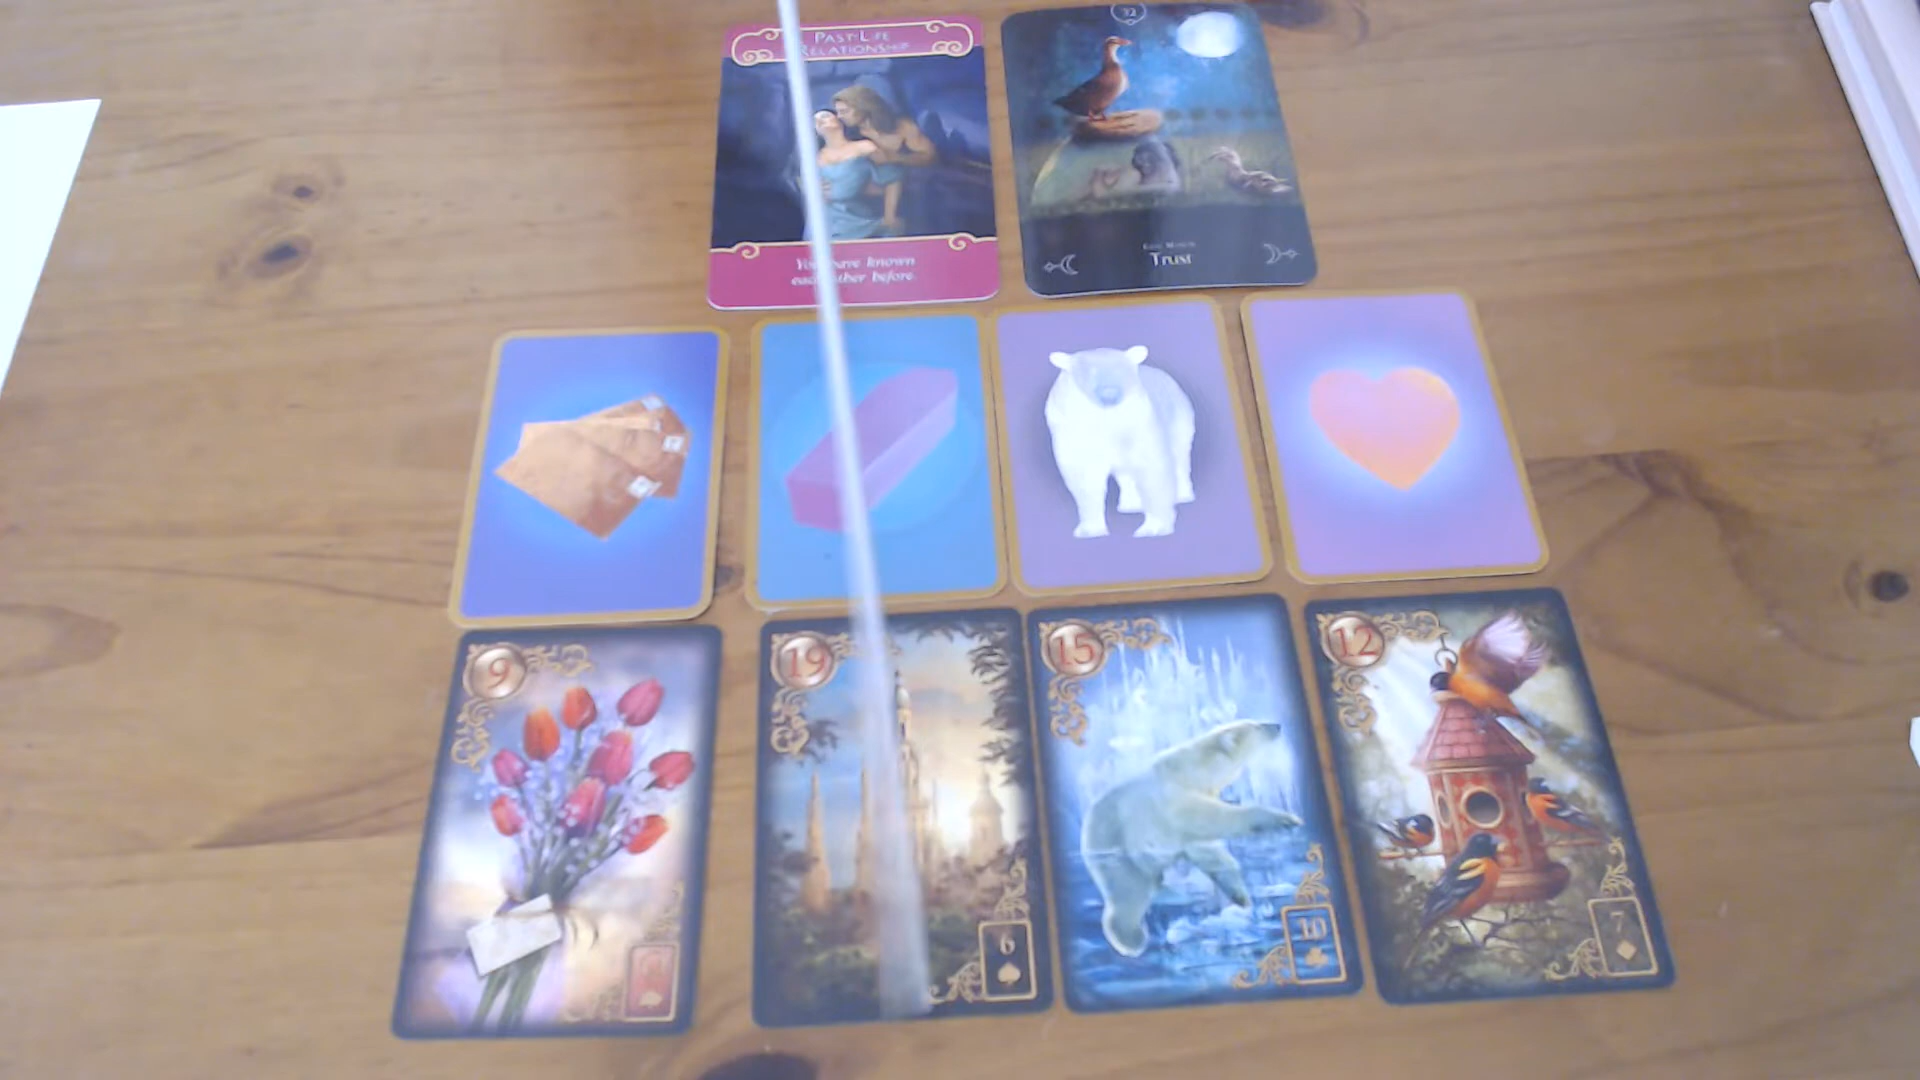 PAST-LIFE
RELATIONSHIP
You have known
each other before.
32
Trust
9
19
6
15
10
12
7